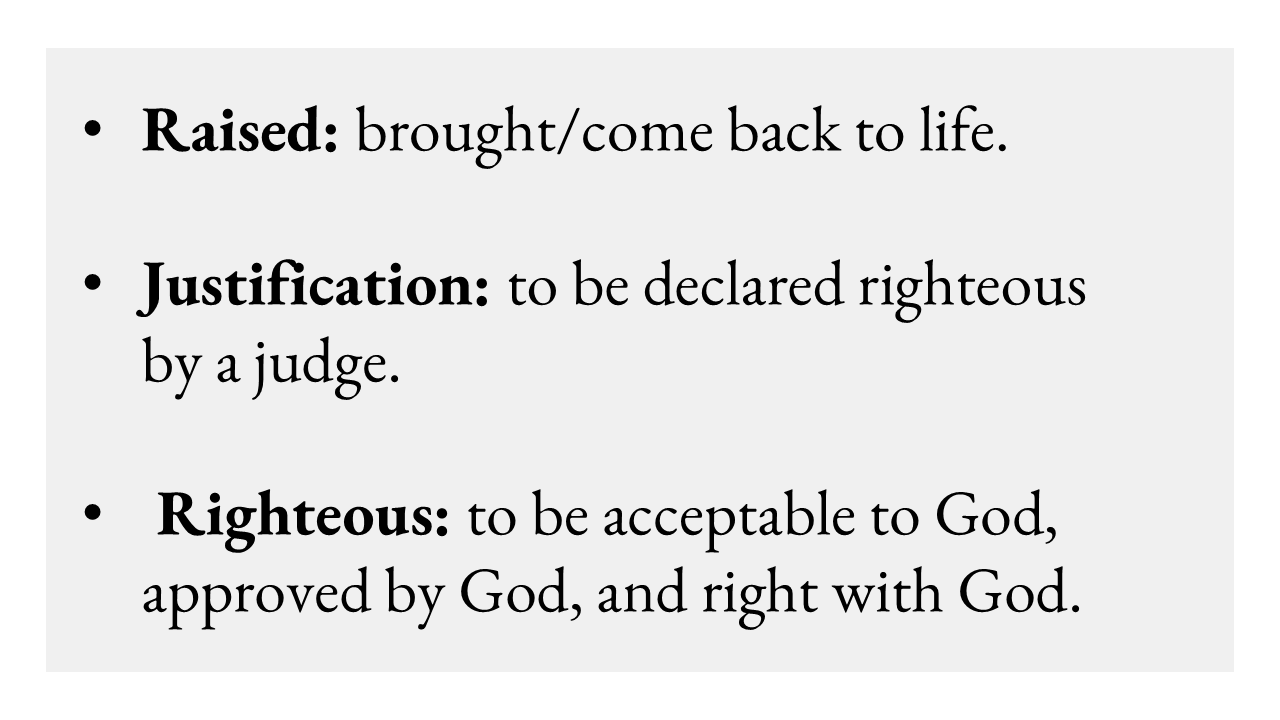 • Raised: brought/come back to life.
• Justification: to be declared righteous
by a judge.
• Righteous: to be acceptable to God,
approved by God, and right with God.